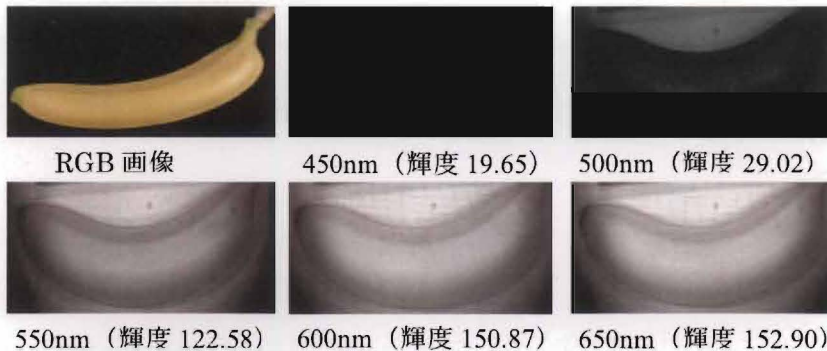 RGB 画像
450nm（輝度 19.65）
500nm（輝度 29.02）
550nm（輝度 122.58）
600nm（輝度 150.87）
650nm（輝度 152.90）